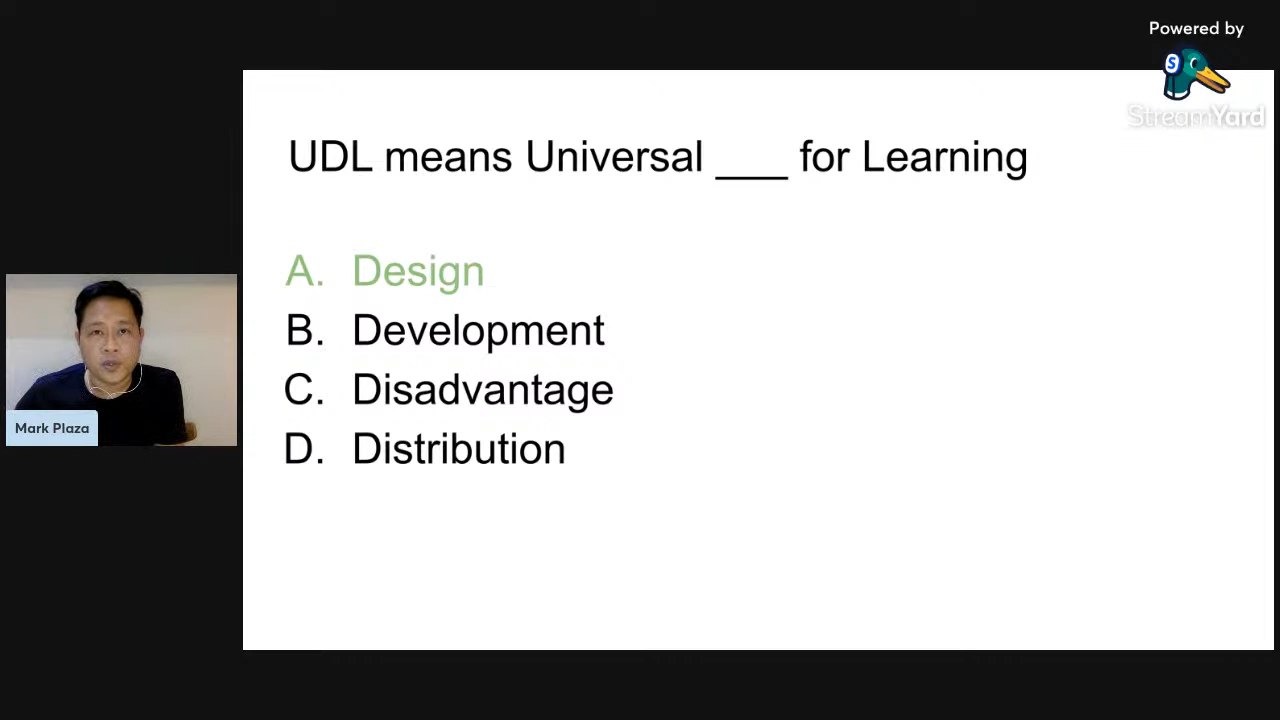 Powered by
S
StreamYard
UDL means Universal ___ for Learning
A. Design
B. Development
C. Disadvantage
D. Distribution
Mark Plaza